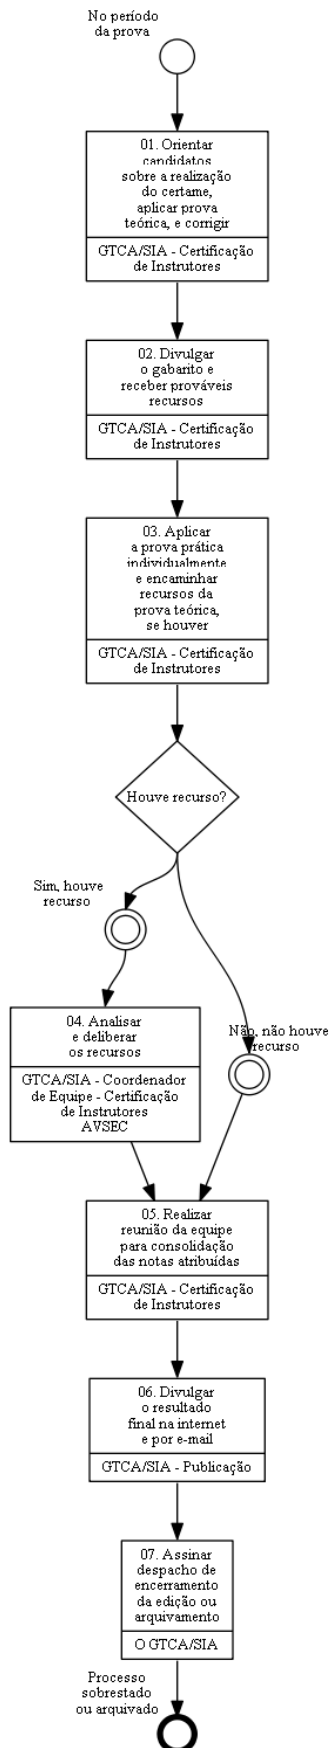 No período
da prova
01. Orientar
candidatos
sobre a realização
do certame,
aplicar prova
teórica, e corrigir
GTCA/SIA - Certificação
de Instrutores
02. Divulgar
o gabarito e
receber prováveis
recursos
GTCA/SIA - Certificação
de Instrutores
03. Aplicar
a prova prática
individualmente
e encaminhar
recursos da
prova teórica,
se houver
GTCA/SIA - Certificação
de Instrutores
Houve recurso?
Sim, houve
recurso
04. Analisar
e deliberar
os recursos
GTCA/SIA - Coordenador
de Equipe - Certificação
de Instrutores
AVSEC
Não, não houve
recurso
05. Realizar
reunião da equipe
para consolidação
das notas atribuídas
GTCA/SIA - Certificação
de Instrutores
06. Divulgar
o resultado
final na internet
e por e-mail
GTCA/SIA - Publicação
07. Assinar
despacho de
encerramento
da edição ou
arquivamento
O GTCA/SIA
Processo
sobrestado
ou arquivado